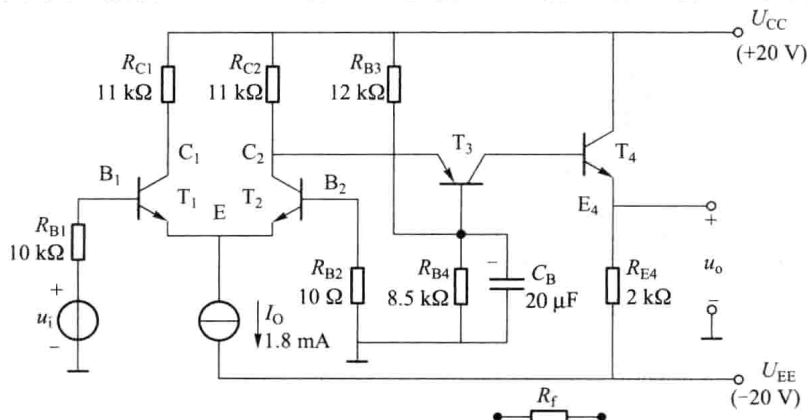 U_CC
(+20 V)
R_C1
11 kΩ
R_C2
11 kΩ
R_B3
12 kΩ
C_1
C_2
T_3
T_4
B_1
T_1
E
T_2
B_2
E_4
R_B1
10 kΩ
R_B2
10 Ω
R_B4
8.5 kΩ
−
C_B
20 μF
R_E4
2 kΩ
+
u_o
−
+
u_i
−
I_O
1.8 mA
U_EE
(−20 V)
R_f